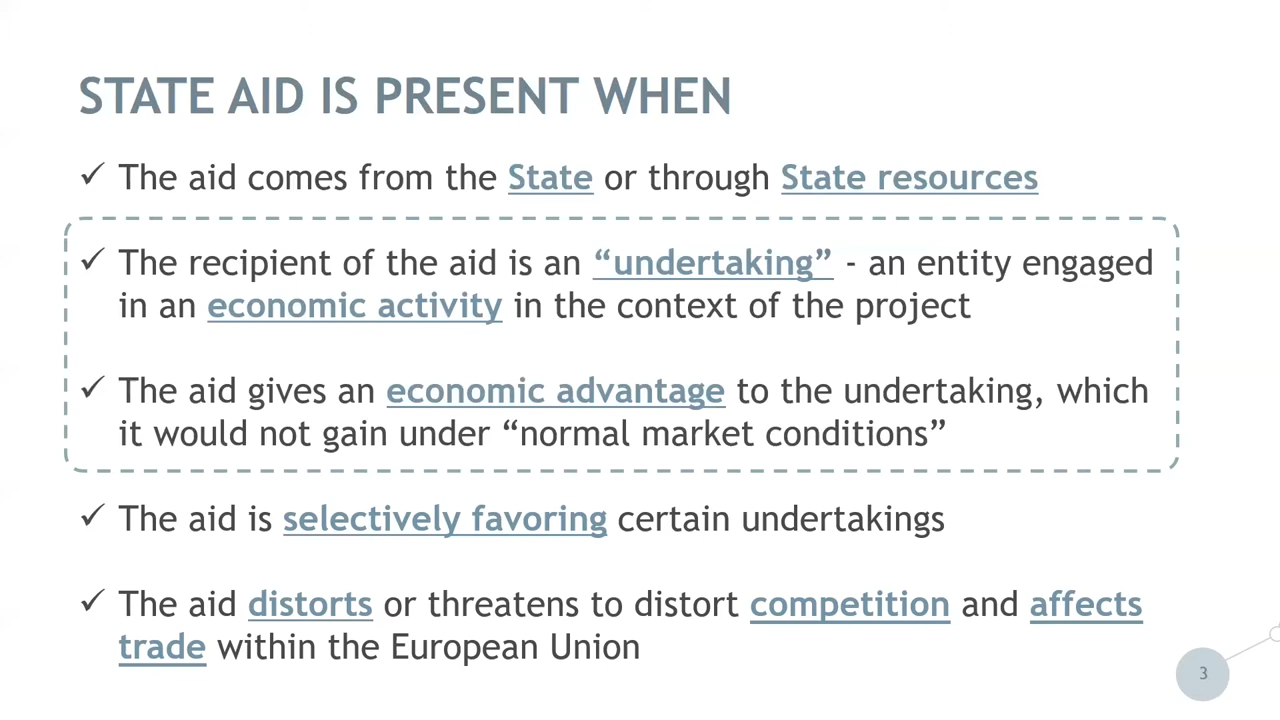 STATE AID IS PRESENT WHEN
✓ The aid comes from the State or through State resources
✓ The recipient of the aid is an “undertaking” - an entity engaged
in an economic activity in the context of the project
✓ The aid gives an economic advantage to the undertaking, which
it would not gain under “normal market conditions”
✓ The aid is selectively favoring certain undertakings
✓ The aid distorts or threatens to distort competition and affects
trade within the European Union
3